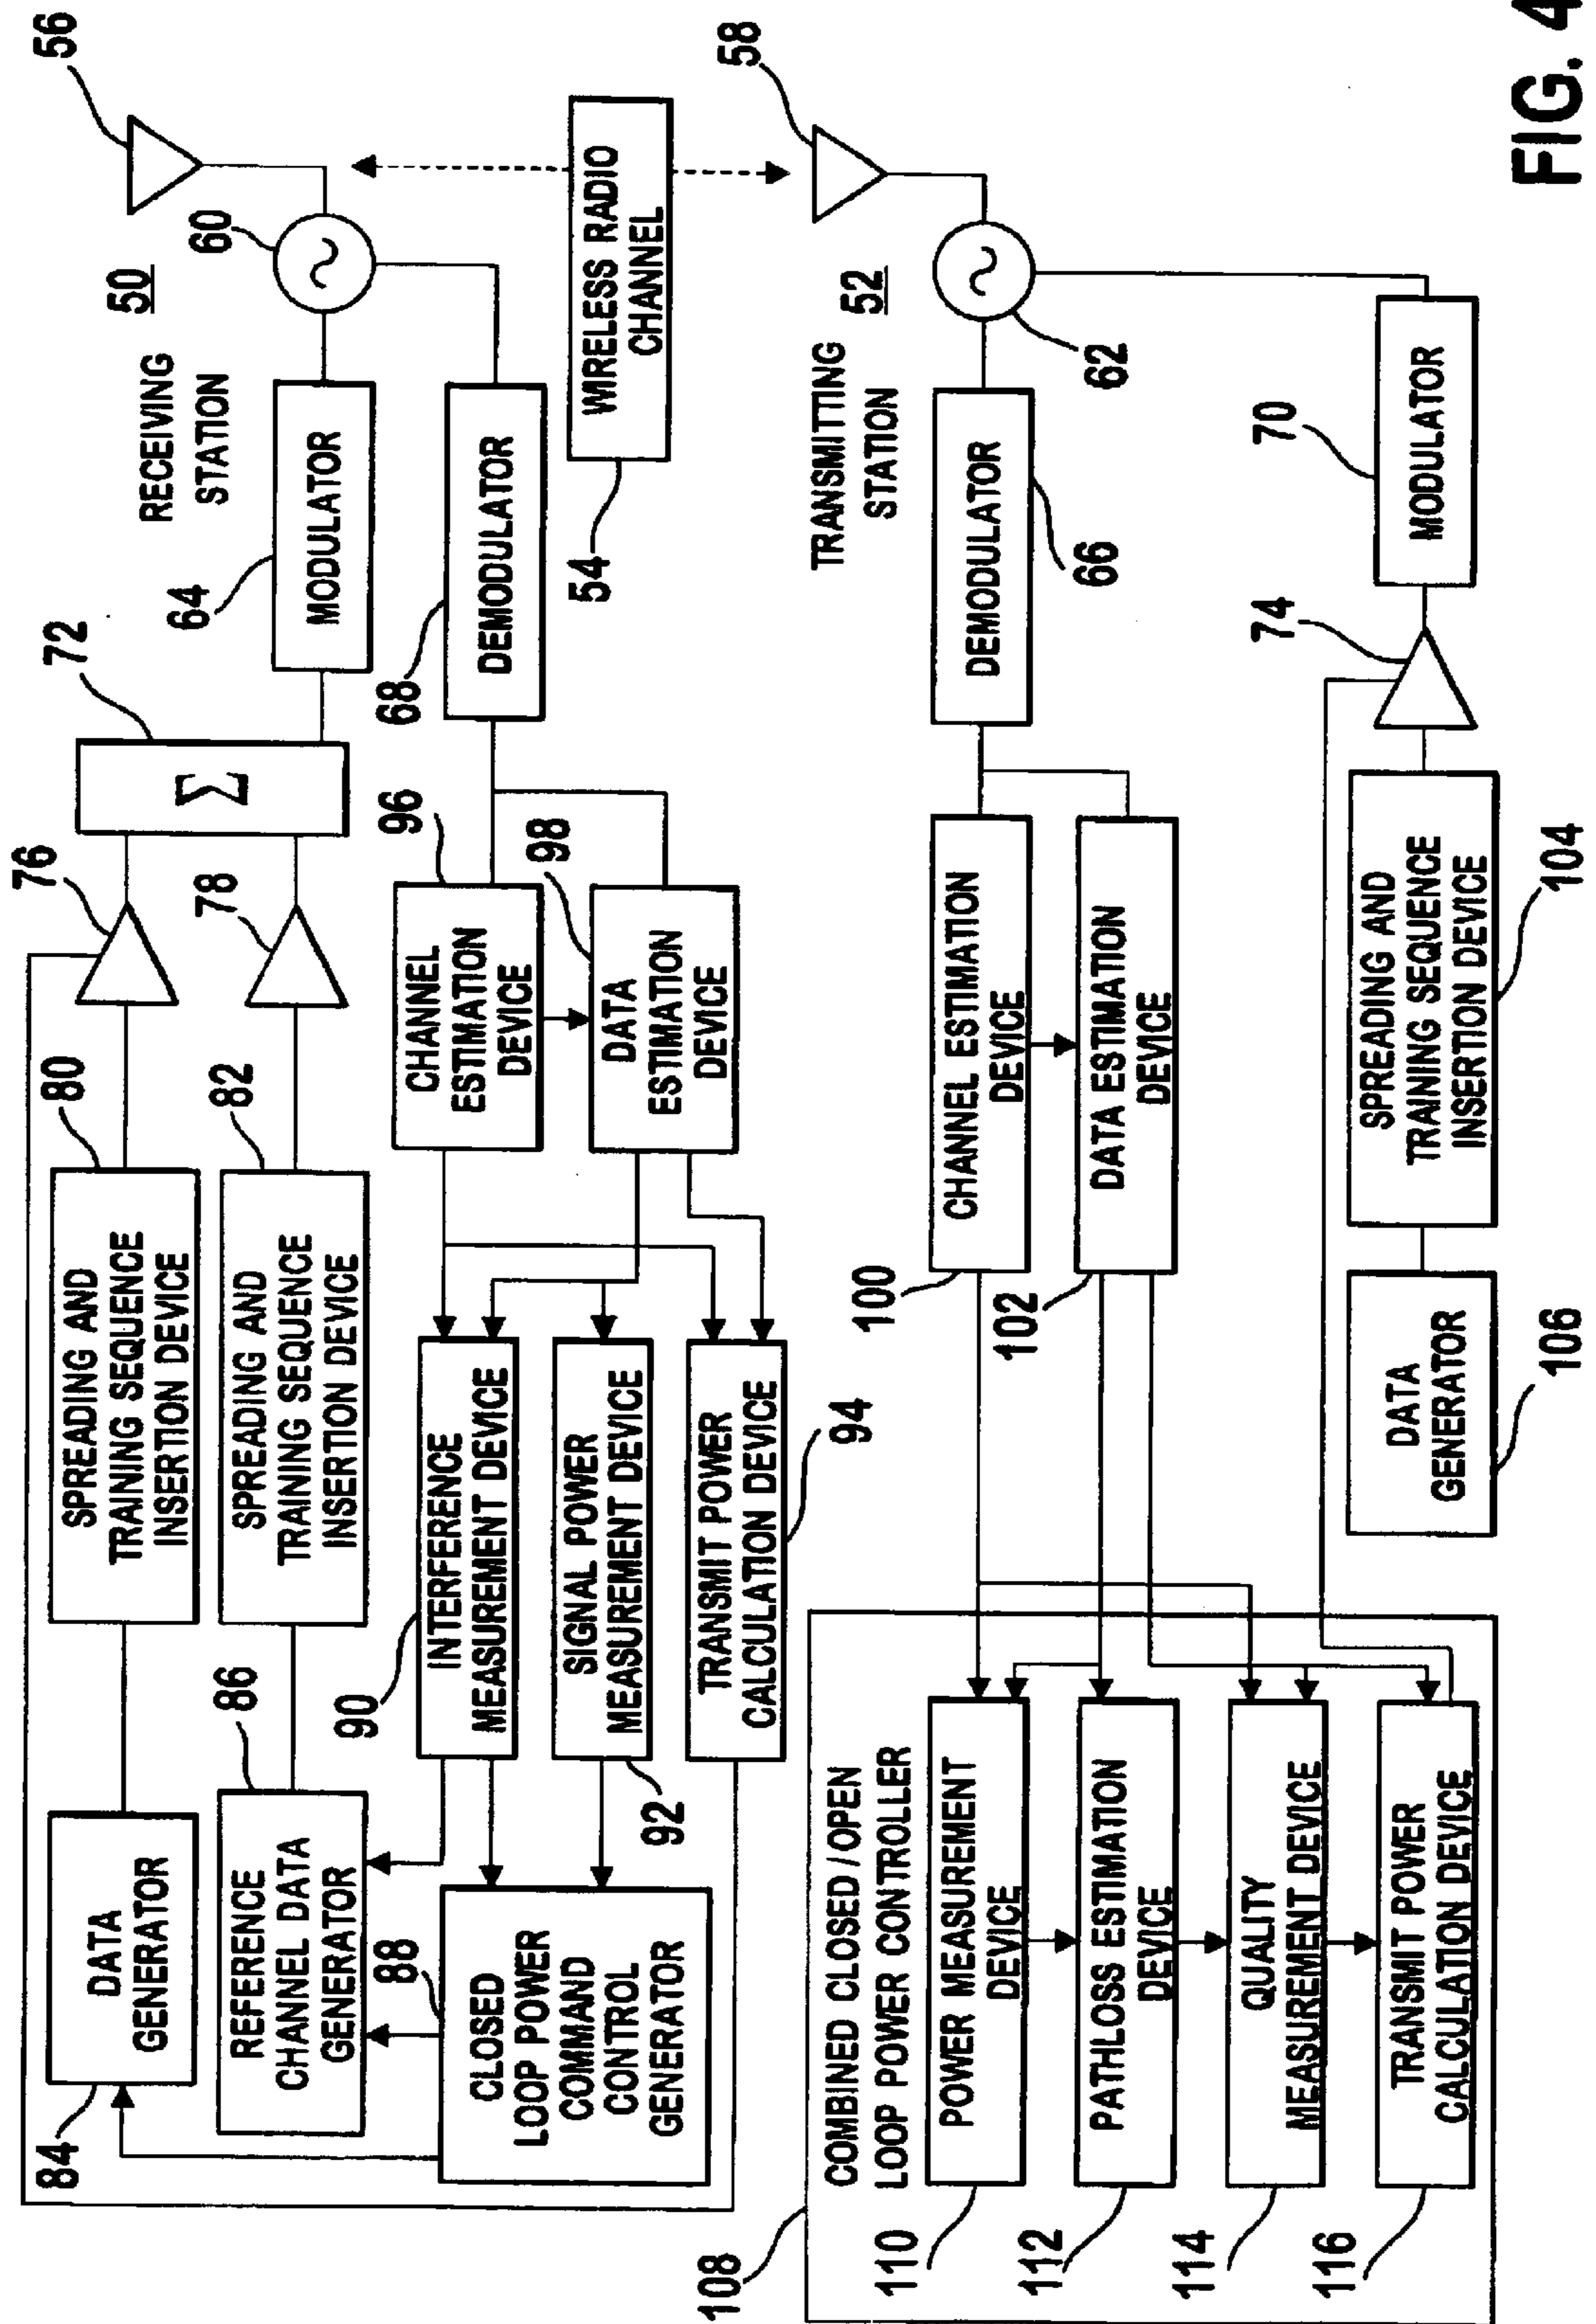 56
60
50
RECEIVING
STATION
64
MODULATOR
72
Σ
76
78
80
SPREADING AND
TRAINING SEQUENCE
INSERTION DEVICE
82
SPREADING AND
TRAINING SEQUENCE
INSERTION DEVICE
84
DATA
GENERATOR
86
REFERENCE
CHANNEL DATA
GENERATOR
68
DEMODULATOR
96
CHANNEL
ESTIMATION
DEVICE
98
DATA
ESTIMATION
DEVICE
90
INTERFERENCE
MEASUREMENT DEVICE
SIGNAL POWER
MEASUREMENT DEVICE
92
TRANSMIT POWER
CALCULATION DEVICE
94
88
CLOSED
LOOP POWER
COMMAND
CONTROL
GENERATOR
WIRELESS RADIO
CHANNEL
54
58
52
TRANSMITTING
STATION
62
DEMODULATOR
66
CHANNEL ESTIMATION
DEVICE
100
DATA ESTIMATION
DEVICE
102
70
MODULATOR
74
SPREADING AND
TRAINING SEQUENCE
INSERTION DEVICE
104
DATA
GENERATOR
106
108
COMBINED CLOSED/OPEN
LOOP POWER CONTROLLER
110
POWER MEASUREMENT
DEVICE
112
PATHLOSS ESTIMATION
DEVICE
114
QUALITY
MEASUREMENT DEVICE
116
TRANSMIT POWER
CALCULATION DEVICE
FIG. 4